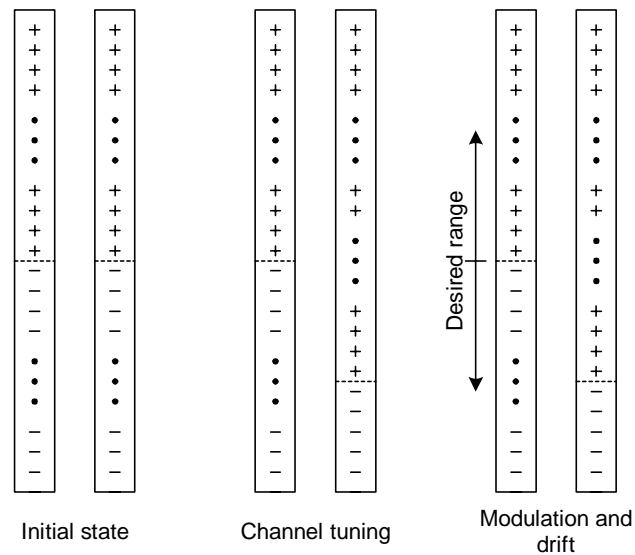 Desired range
Initial state
Channel tuning
Modulation and
drift